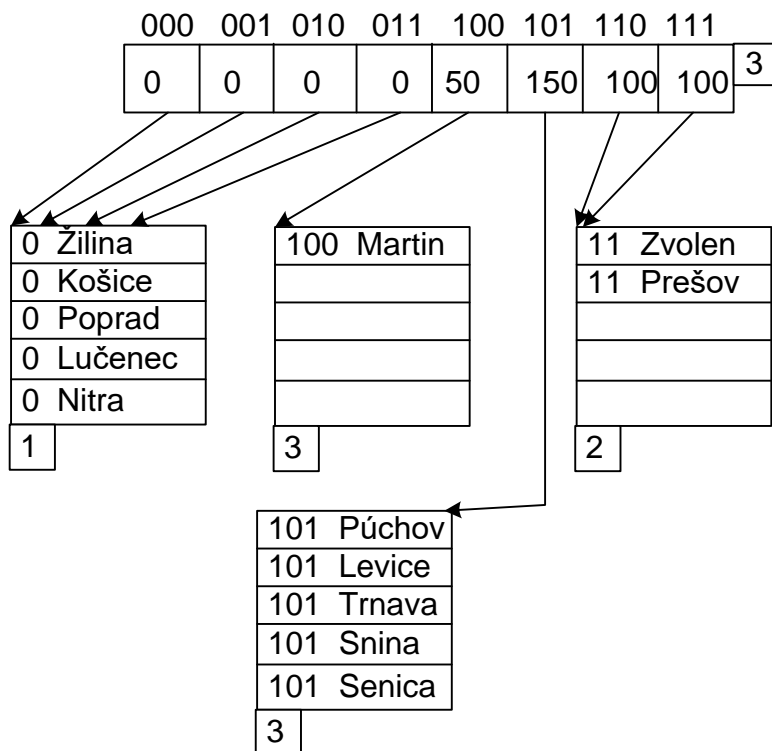 000 001 010 011 100 101 110 111
0 0 0 0 50 150 100 100 3
0 Žilina
0 Košice
0 Poprad
0 Lučenec
0 Nitra
1
100 Martin
3
11 Zvolen
11 Prešov
2
101 Púchov
101 Levice
101 Trnava
101 Snina
101 Senica
3